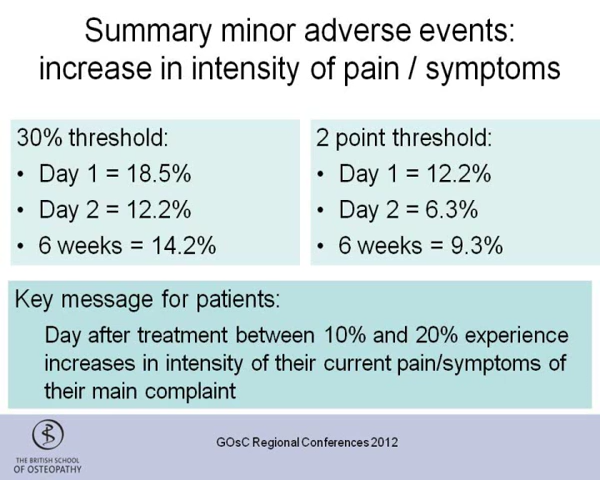 Summary minor adverse events:
increase in intensity of pain / symptoms
30% threshold:
• Day 1 = 18.5%
• Day 2 = 12.2%
• 6 weeks = 14.2%
2 point threshold:
• Day 1 = 12.2%
• Day 2 = 6.3%
• 6 weeks = 9.3%
Key message for patients:
Day after treatment between 10% and 20% experience
increases in intensity of their current pain/symptoms of
their main complaint
THE BRITISH SCHOOL
OF OSTEOPATHY
GOsC Regional Conferences 2012